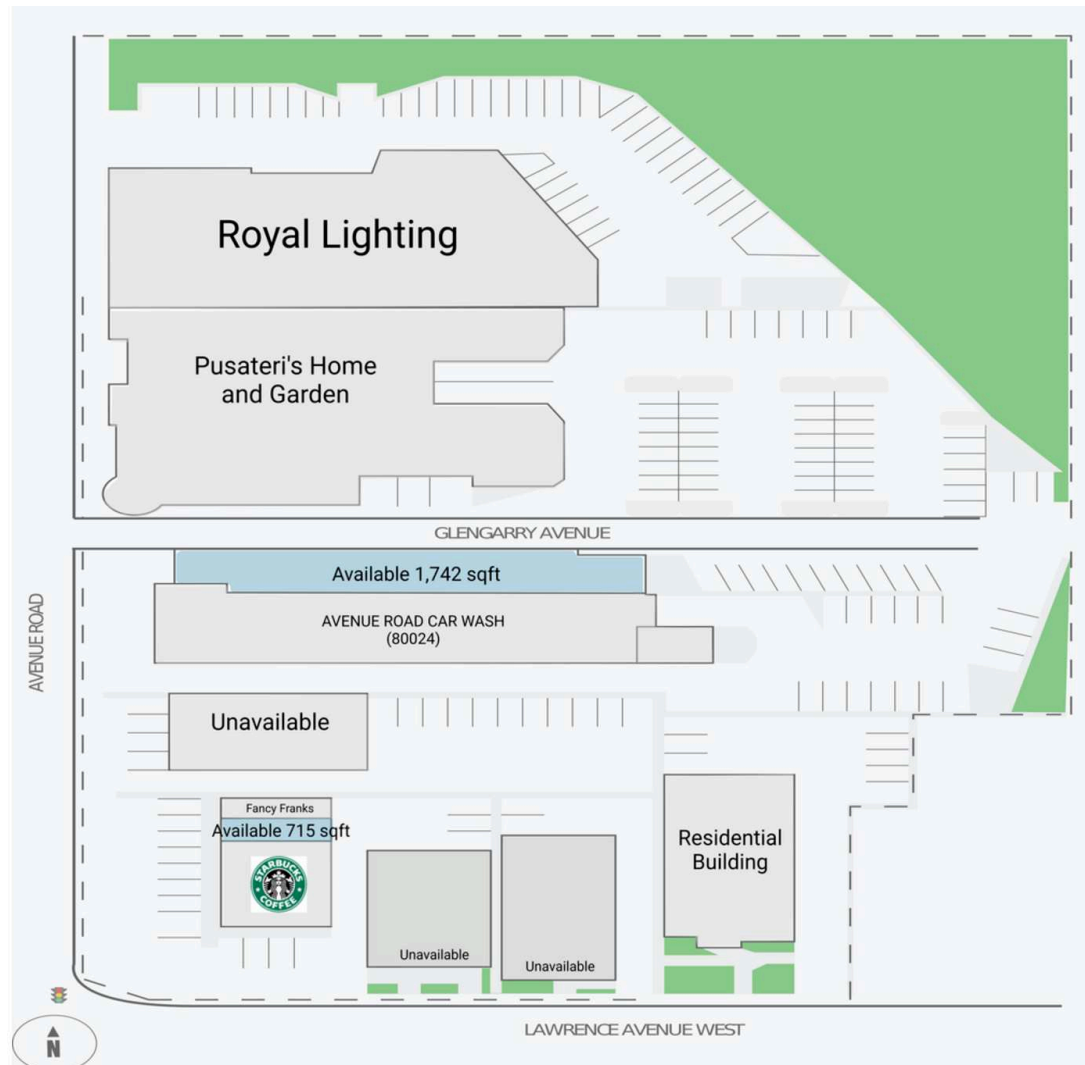 Royal Lighting
Pusateri's Home
and Garden
GLENGARRY AVENUE
Available 1,742 sqft
AVENUE ROAD CAR WASH
(80024)
AVENUE ROAD
Unavailable
Fancy Franks
Available 715 sqft
STARBUCKS
COFFEE
Residential
Building
Unavailable
Unavailable
LAWRENCE AVENUE WEST
N